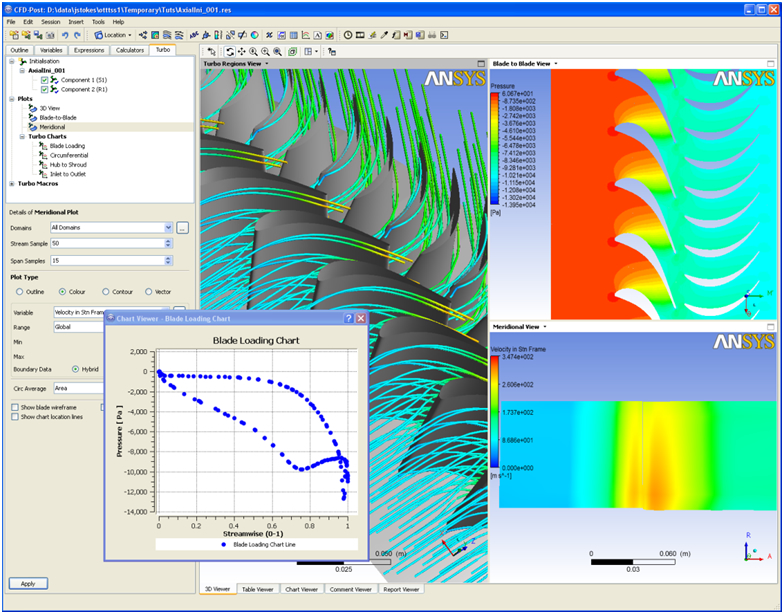 CFD-Post: D:\data\jstokes\otttss1\Temporary\Tuts\AxialIni_001.res
File Edit Session Insert Tools Help
Location
Outline Variables Expressions Calculators Turbo
Initialisation
AxialIni_001
Component 1 (S1)
Component 2 (R1)
Plots
3D View
Blade-to-Blade
Meridional
Turbo Charts
Blade Loading
Circumferential
Hub to Shroud
Inlet to Outlet
Turbo Macros
Details of Meridional Plot
Domains All Domains ...
Stream Samples 50
Span Samples 15
Plot Type
Outline Colour Contour Vector
Variable Velocity in Stn Frame
Range Global
Min
Max
Boundary Data Hybrid
Circ Average Area
Show blade wireframe
Show chart location lines
Apply
Turbo Regions View
ANSYS
0.050 (m)
0.025
Z
3D Viewer Table Viewer Chart Viewer Comment Viewer Report Viewer
Chart Viewer - Blade Loading Chart
Blade Loading Chart
Pressure [ Pa ]
2,000
0
-2,000
-4,000
-6,000
-8,000
-10,000
-12,000
-14,000
0 0.2 0.4 0.6 0.8 1
Streamwise (0-1)
Blade Loading Chart Line
Blade to Blade View
ANSYS
Pressure
6.067e+001
-8.735e+002
-1.808e+003
-2.742e+003
-3.676e+003
-4.610e+003
-5.544e+003
-6.478e+003
-7.412e+003
-8.346e+003
-9.281e+003
-1.021e+004
-1.115e+004
-1.208e+004
-1.302e+004
-1.395e+004
[Pa]
Meridional View
ANSYS
Velocity in Stn Frame
3.474e+002
2.606e+002
1.737e+002
8.686e+001
0.000e+000
[m s^-1]
0 0.060 (m)
0.03
R
A